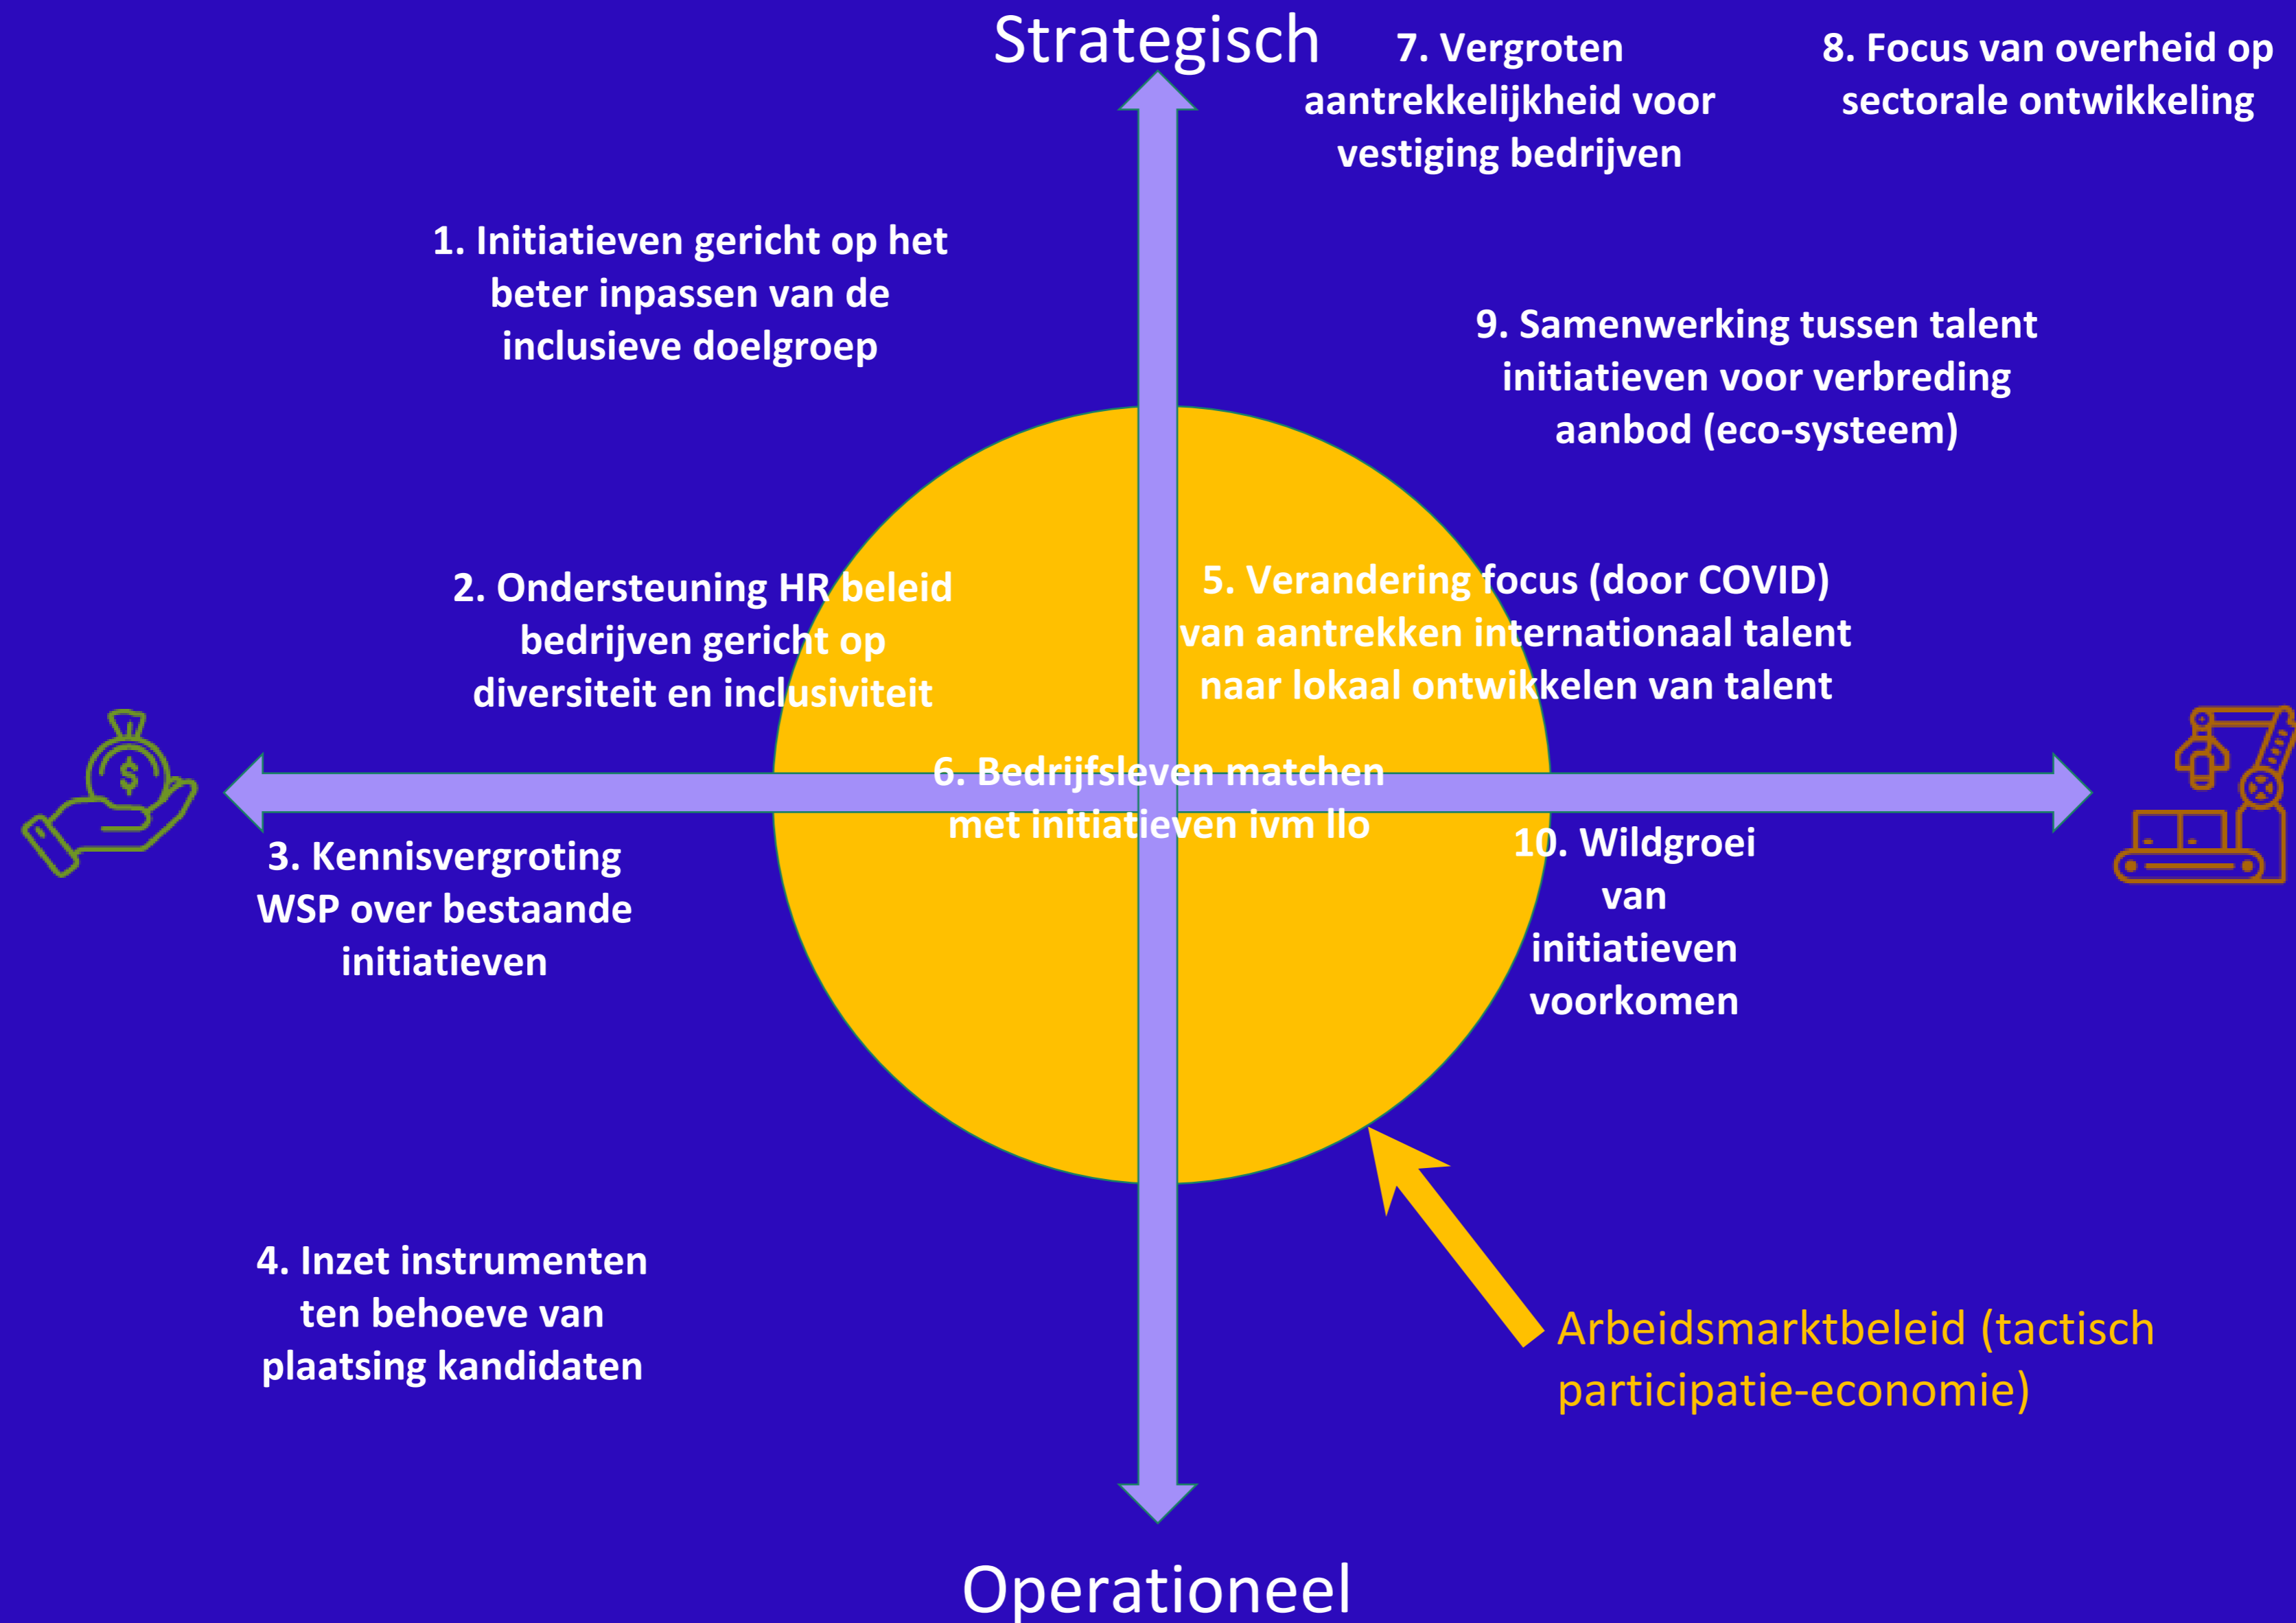 Strategisch
7. Vergroten
aantrekkelijkheid voor
vestiging bedrijven
8. Focus van overheid op
sectorale ontwikkeling
1. Initiatieven gericht op het
beter inpassen van de
inclusieve doelgroep
9. Samenwerking tussen talent
initiatieven voor verbreding
aanbod (eco-systeem)
2. Ondersteuning HR beleid
bedrijven gericht op
diversiteit en inclusiviteit
5. Verandering focus (door COVID)
van aantrekken internationaal talent
naar lokaal ontwikkelen van talent
$
6. Bedrijfsleven matchen
met initiatieven ivm llo
3. Kennisvergroting
WSP over bestaande
initiatieven
10. Wildgroei
van
initiatieven
voorkomen
4. Inzet instrumenten
ten behoeve van
plaatsing kandidaten
Arbeidsmarktbeleid (tactisch
participatie-economie)
Operationeel